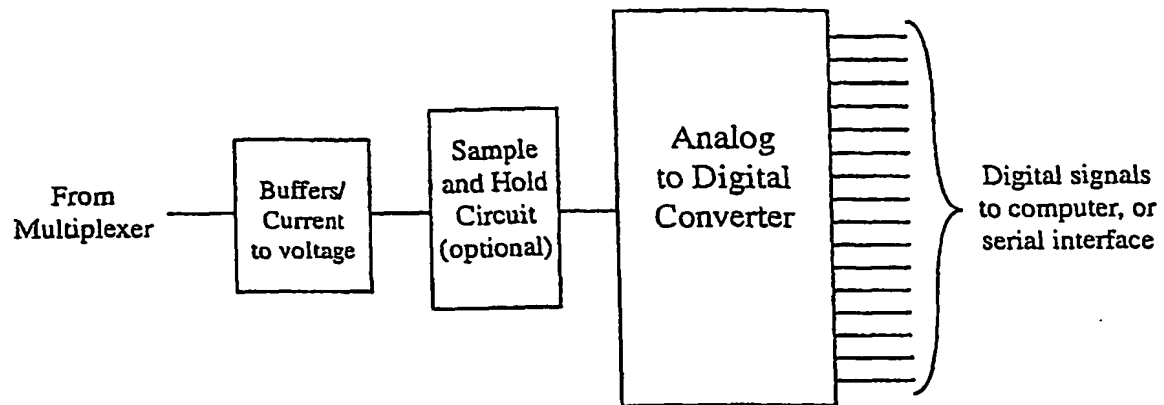 From
Multiplexer
Buffers/
Current
to voltage
Sample
and Hold
Circuit
(optional)
Analog
to Digital
Converter
Digital signals
to computer, or
serial interface